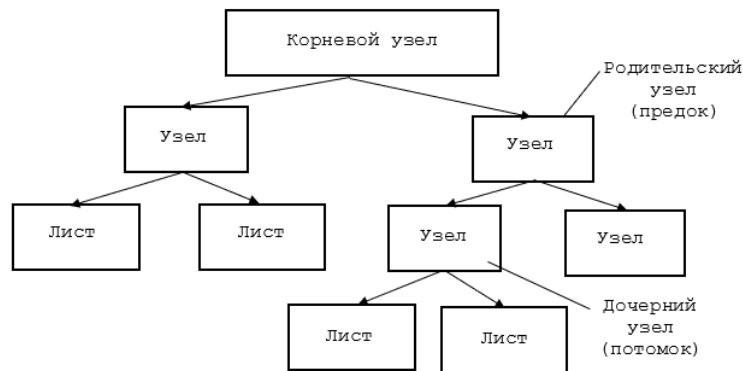 Корневой узел
Родительский
узел
(предок)
Узел
Узел
Лист
Лист
Узел
Узел
Дочерний
узел
(потомок)
Лист
Лист